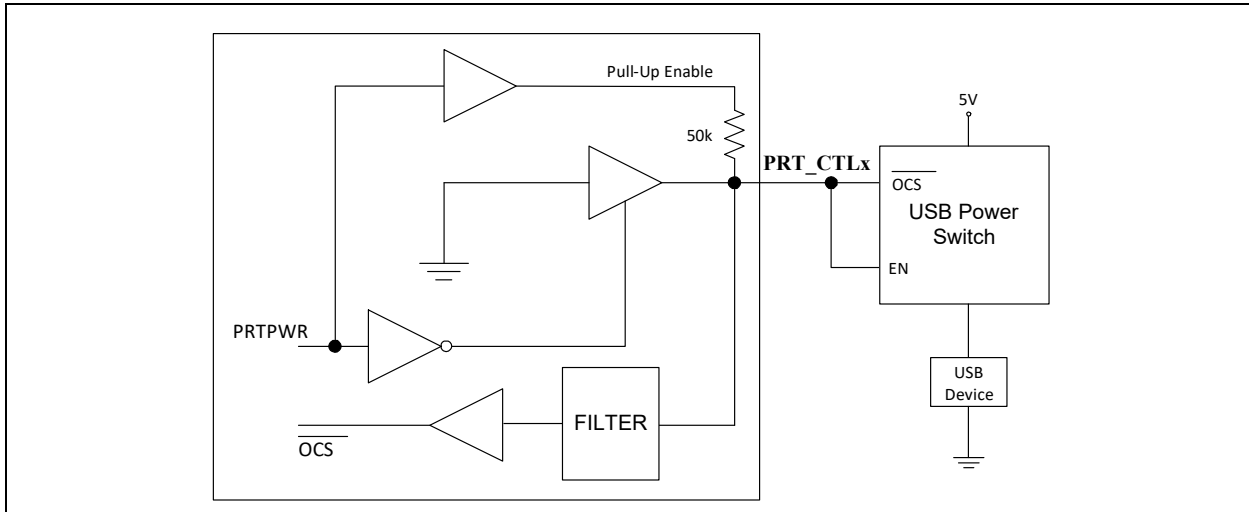 Pull-Up Enable
50k
PRT_CTLx
5V
OCS
USB Power
Switch
EN
PRTPWR
FILTER
OCS
USB
Device